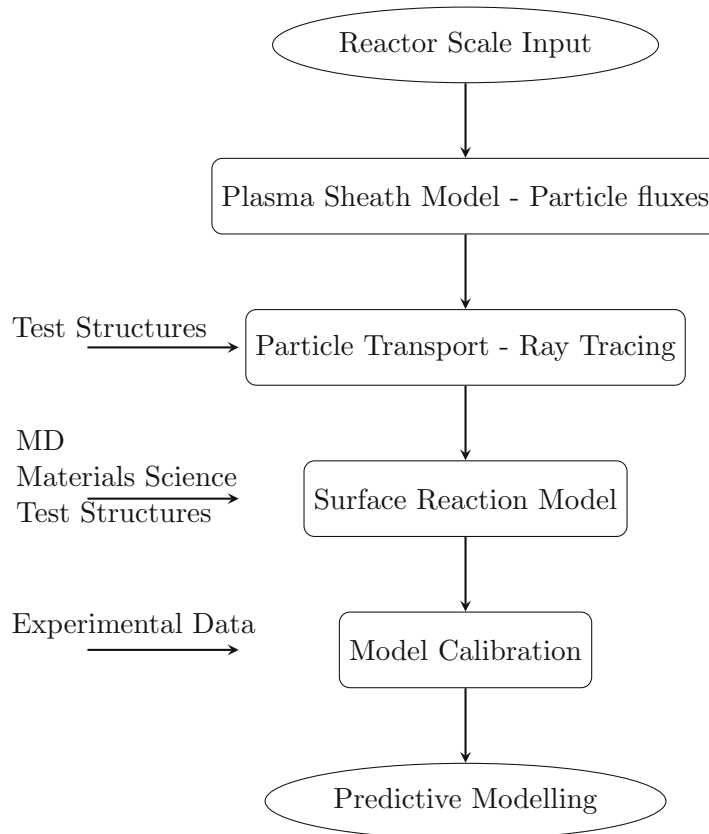 Reactor Scale Input
Plasma Sheath Model - Particle fluxes
Test Structures
Particle Transport - Ray Tracing
MD
Materials Science
Test Structures
Surface Reaction Model
Experimental Data
Model Calibration
Predictive Modelling